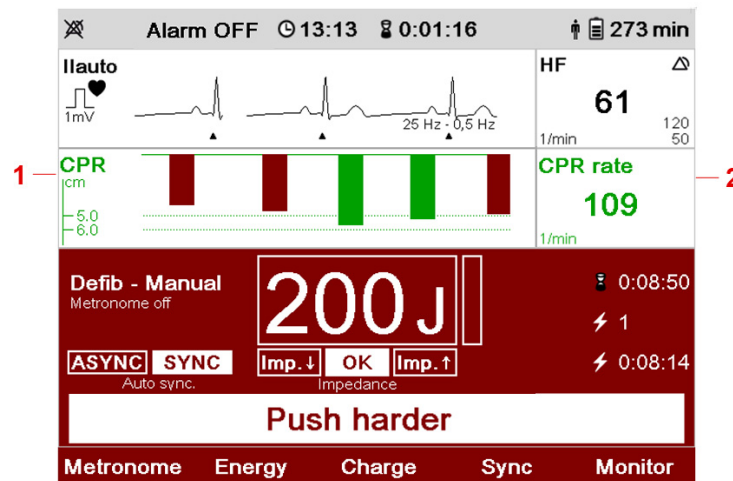 Alarm OFF 13:13 0:01:16 273 min
IIauto
1mV
25 Hz - 0,5 Hz
HF
61
120
50
1/min
1
CPR
cm
5.0
6.0
CPR rate
109
1/min
2
Defib - Manual
Metronome off
200 J
0:08:50
1
0:08:14
ASYNC SYNC
Auto sync.
Imp.↓ OK Imp.↑
Impedance
Push harder
Metronome Energy Charge Sync Monitor